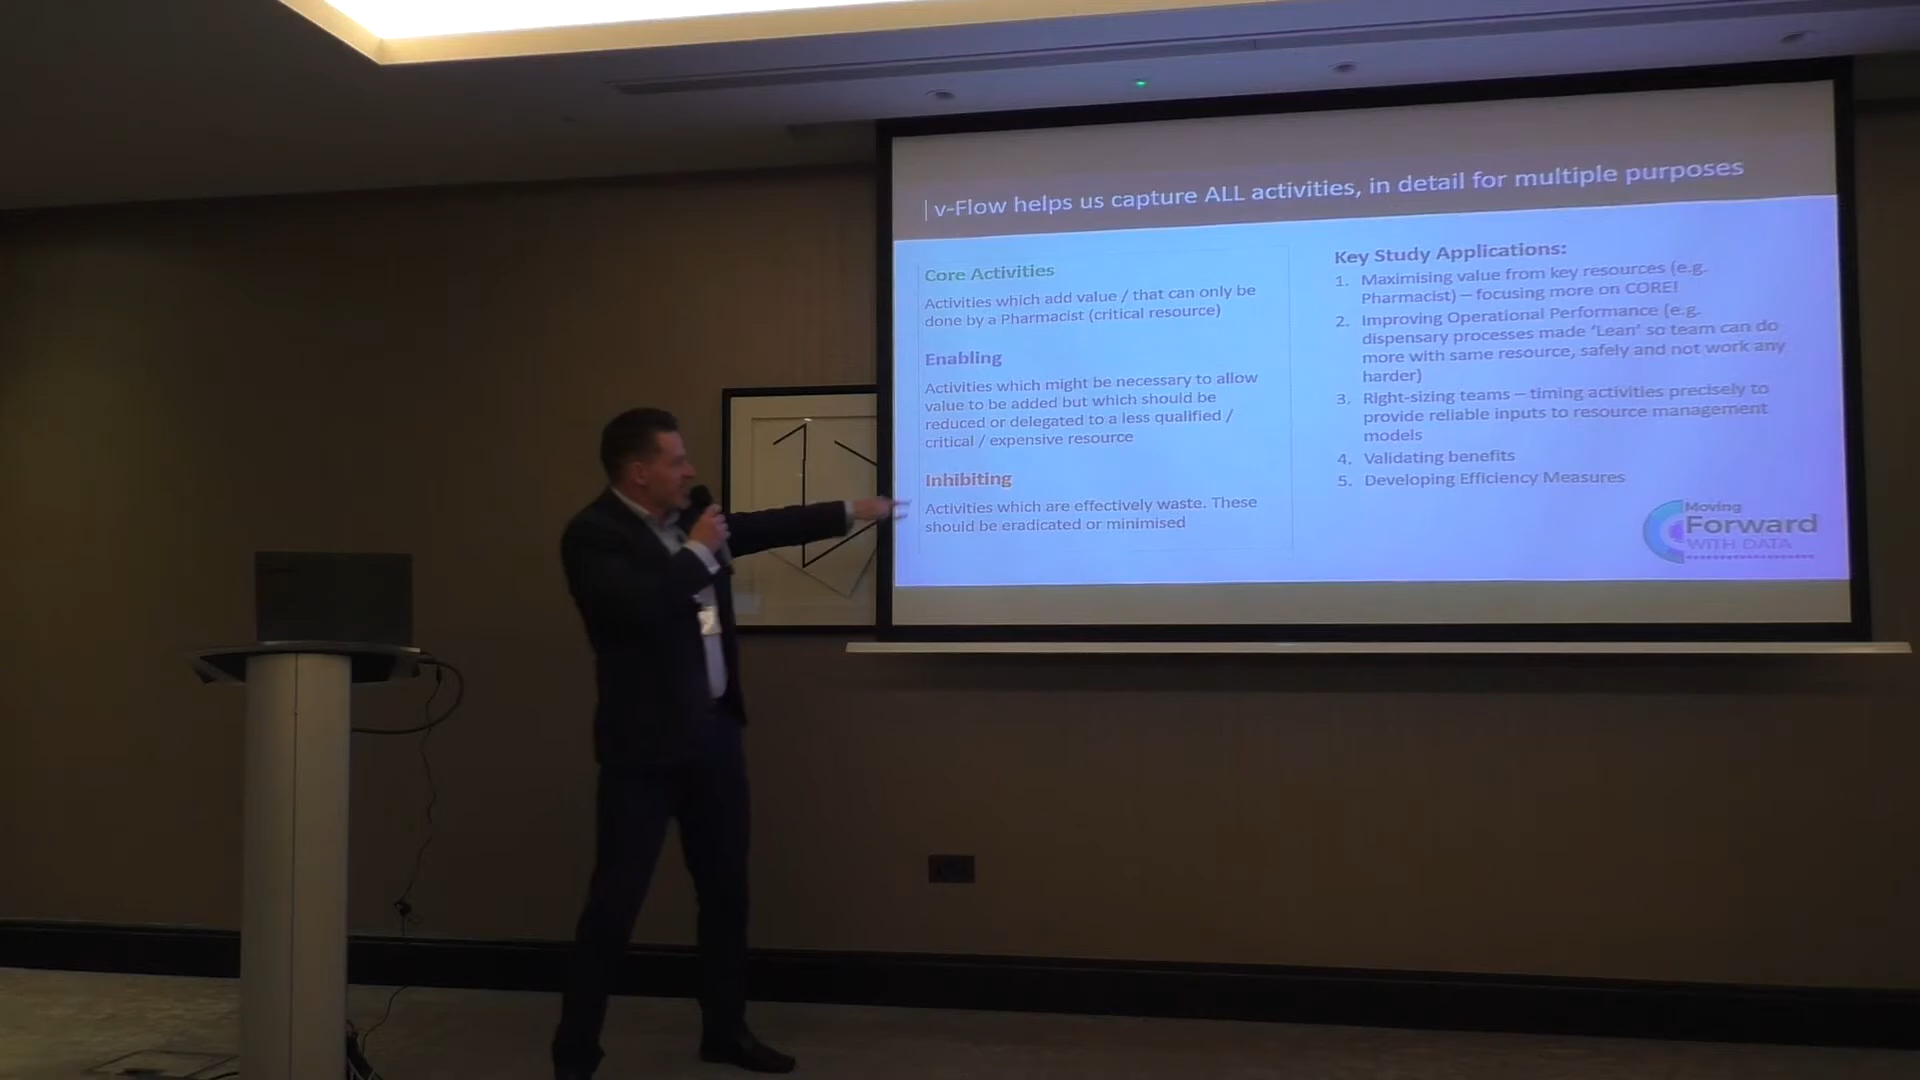 | v-Flow helps us capture ALL activities, in detail for multiple purposes
Core Activities
Activities which add value / that can only be
done by a Pharmacist (critical resource)
Enabling
Activities which might be necessary to allow
value to be added but which should be
reduced or delegated to a less qualified /
critical / expensive resource
Inhibiting
Activities which are effectively waste. These
should be eradicated or minimised
Key Study Applications:
1. Maximising value from key resources (e.g.
Pharmacist) – focusing more on CORE!
2. Improving Operational Performance (e.g.
dispensary processes made ‘Lean’ so team can do
more with same resource, safely and not work any
harder)
3. Right-sizing teams – timing activities precisely to
provide reliable inputs to resource management
models
4. Validating benefits
5. Developing Efficiency Measures
Moving
Forward
WITH DATA